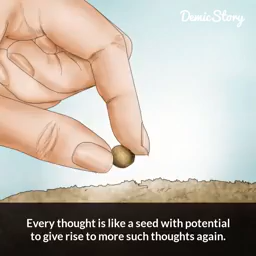 DemicStory
Every thought is like a seed with potential
to give rise to more such thoughts again.